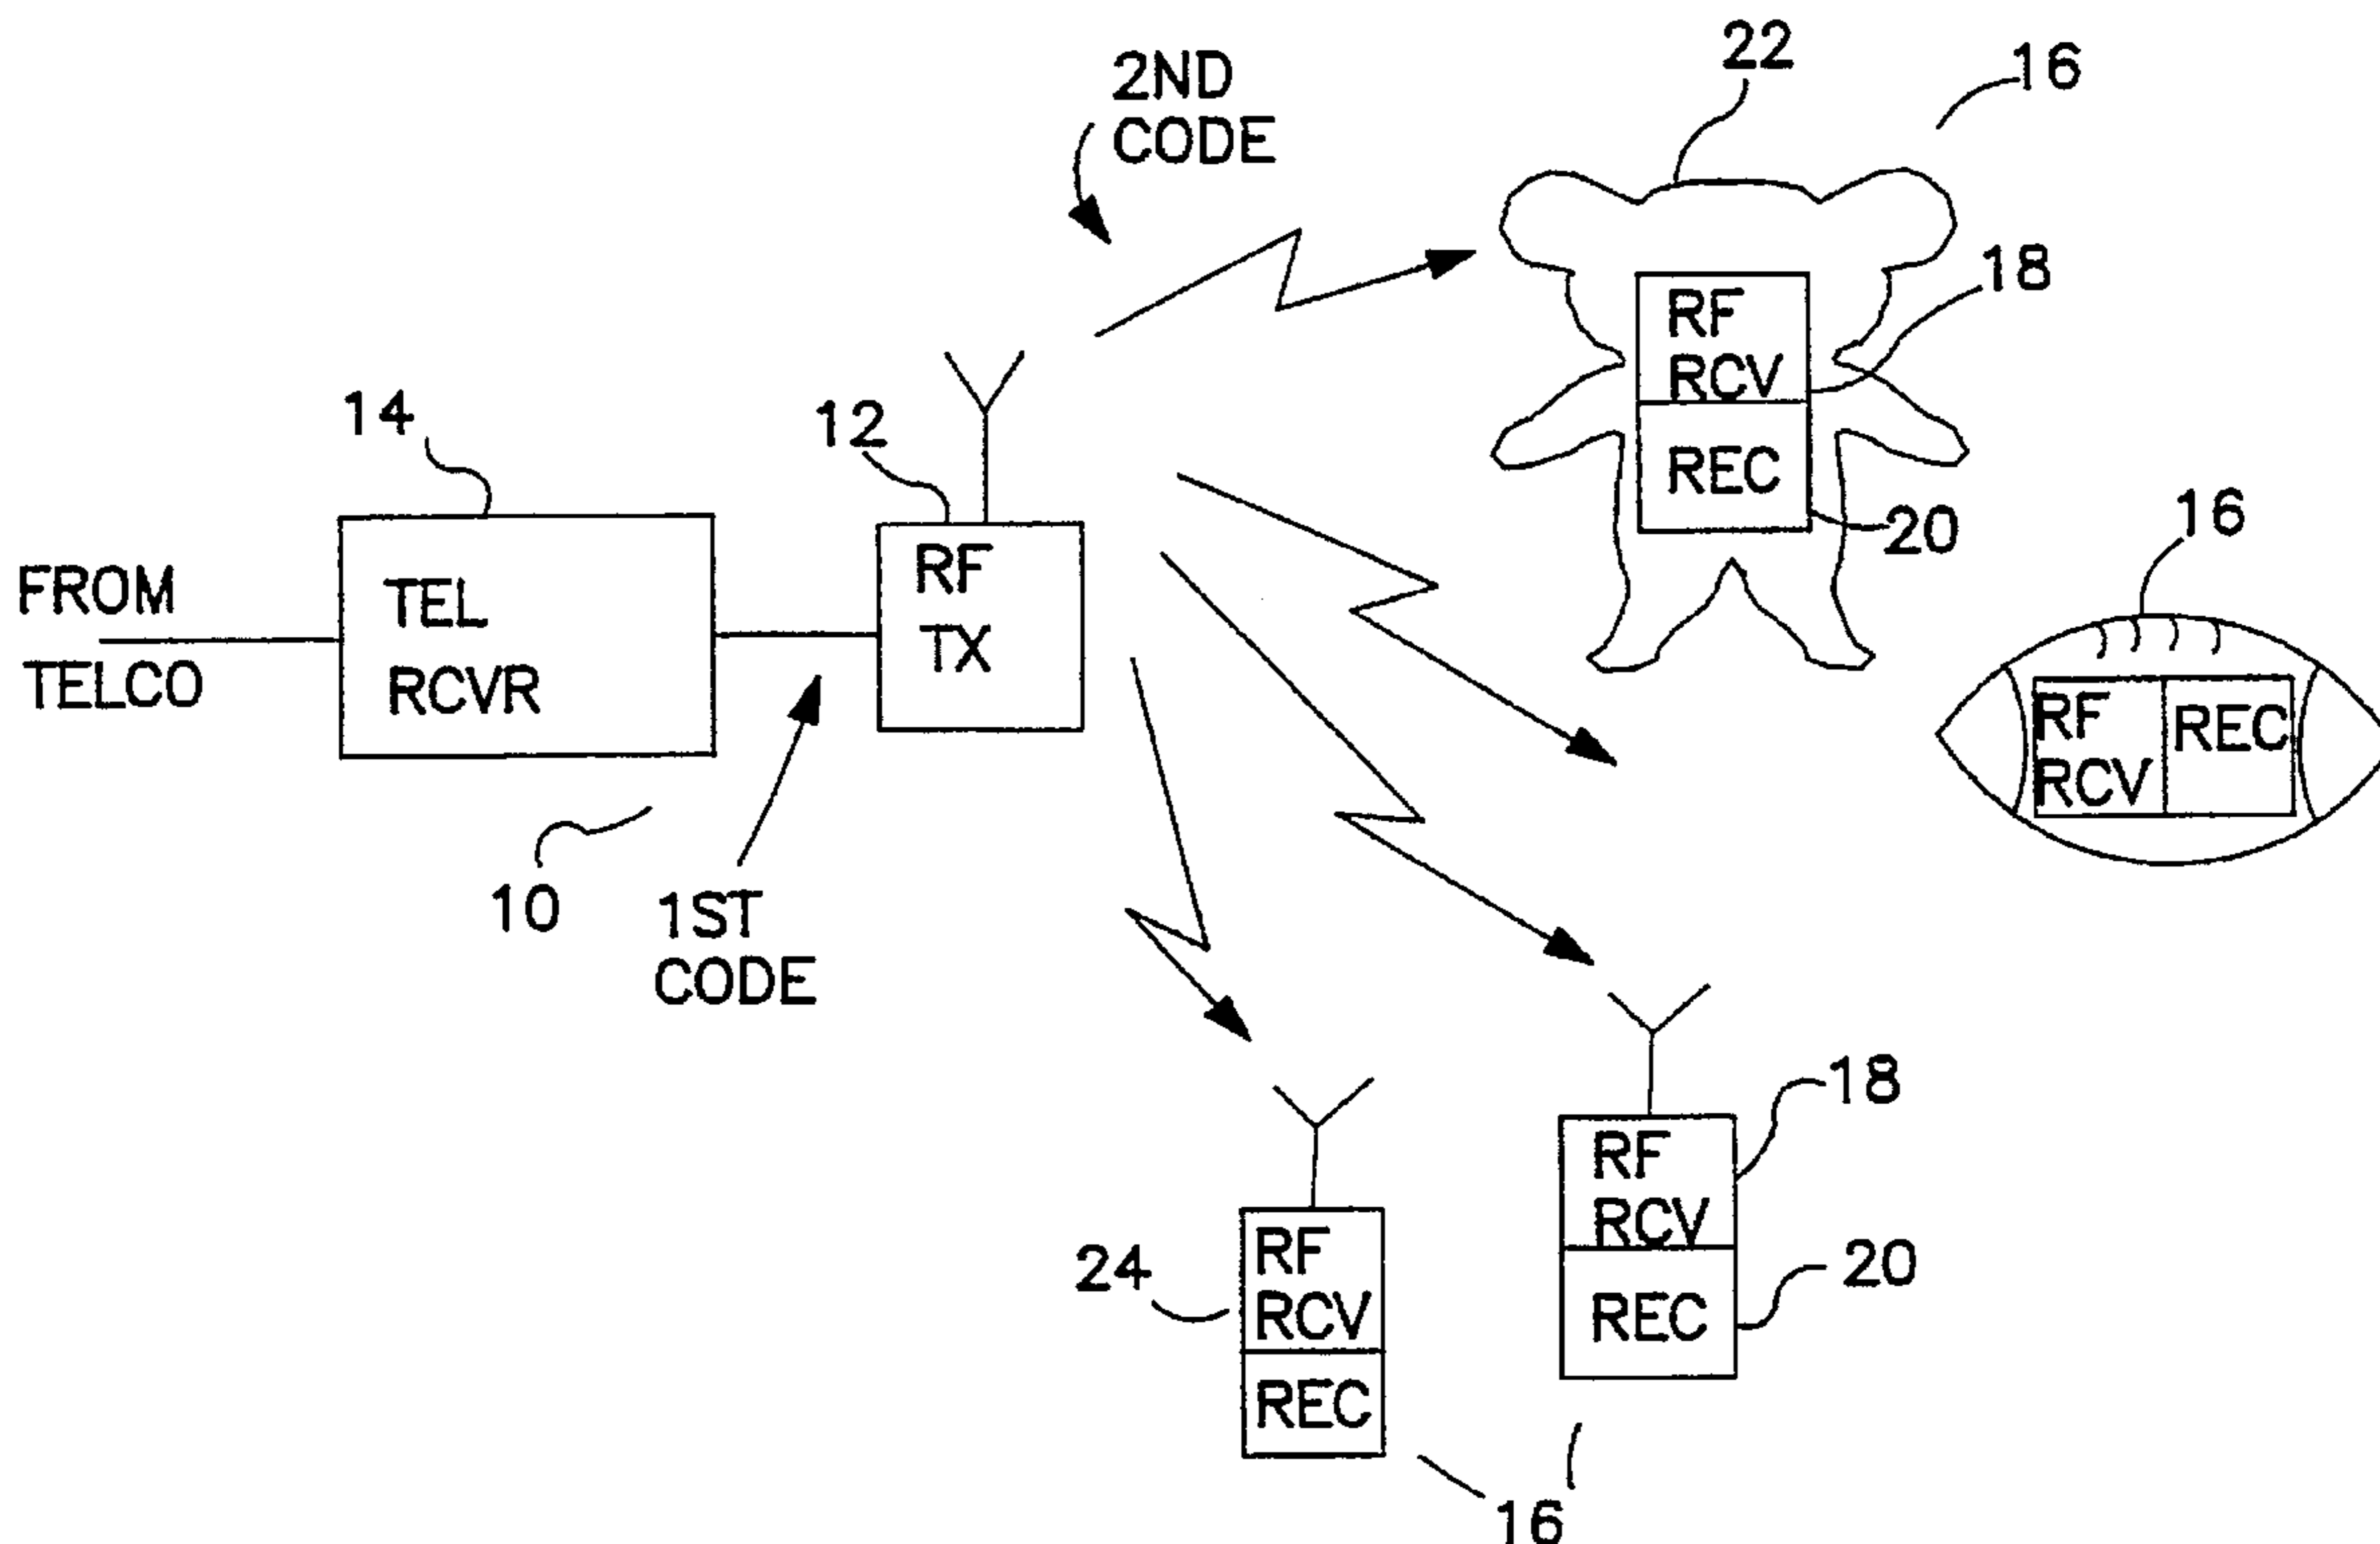 22
16
2ND
CODE
18
RF
RCV
14
12
REC
20
16
FROM
TELCO
TEL
RCVR
RF
TX
RF
RCV
REC
10
1ST
CODE
18
RF
RCV
20
REC
24
RF
RCV
REC
16